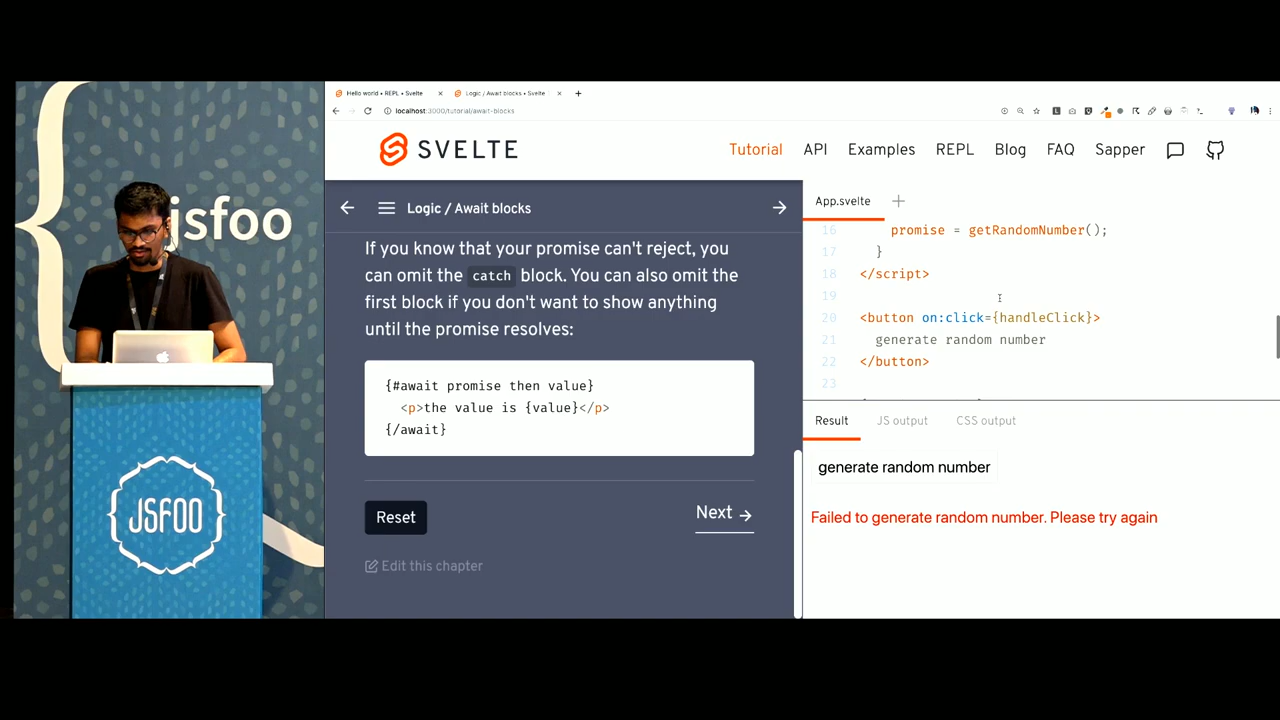 jsfoo
JSFOO
Hello world • REPL • Svelte
Logic / Await blocks • Svelte
localhost:3000/tutorial/await-blocks
SVELTE
Tutorial API Examples REPL Blog FAQ Sapper
Logic / Await blocks
If you know that your promise can't reject, you
can omit the catch block. You can also omit the
first block if you don't want to show anything
until the promise resolves:
{#await promise then value}
<p>the value is {value}</p>
{/await}
Reset
Next
Edit this chapter
App.svelte
16 promise = getRandomNumber();
17 }
18 </script>
19
20 <button on:click={handleClick}>
21 generate random number
22 </button>
23
Result JS output CSS output
generate random number
Failed to generate random number. Please try again